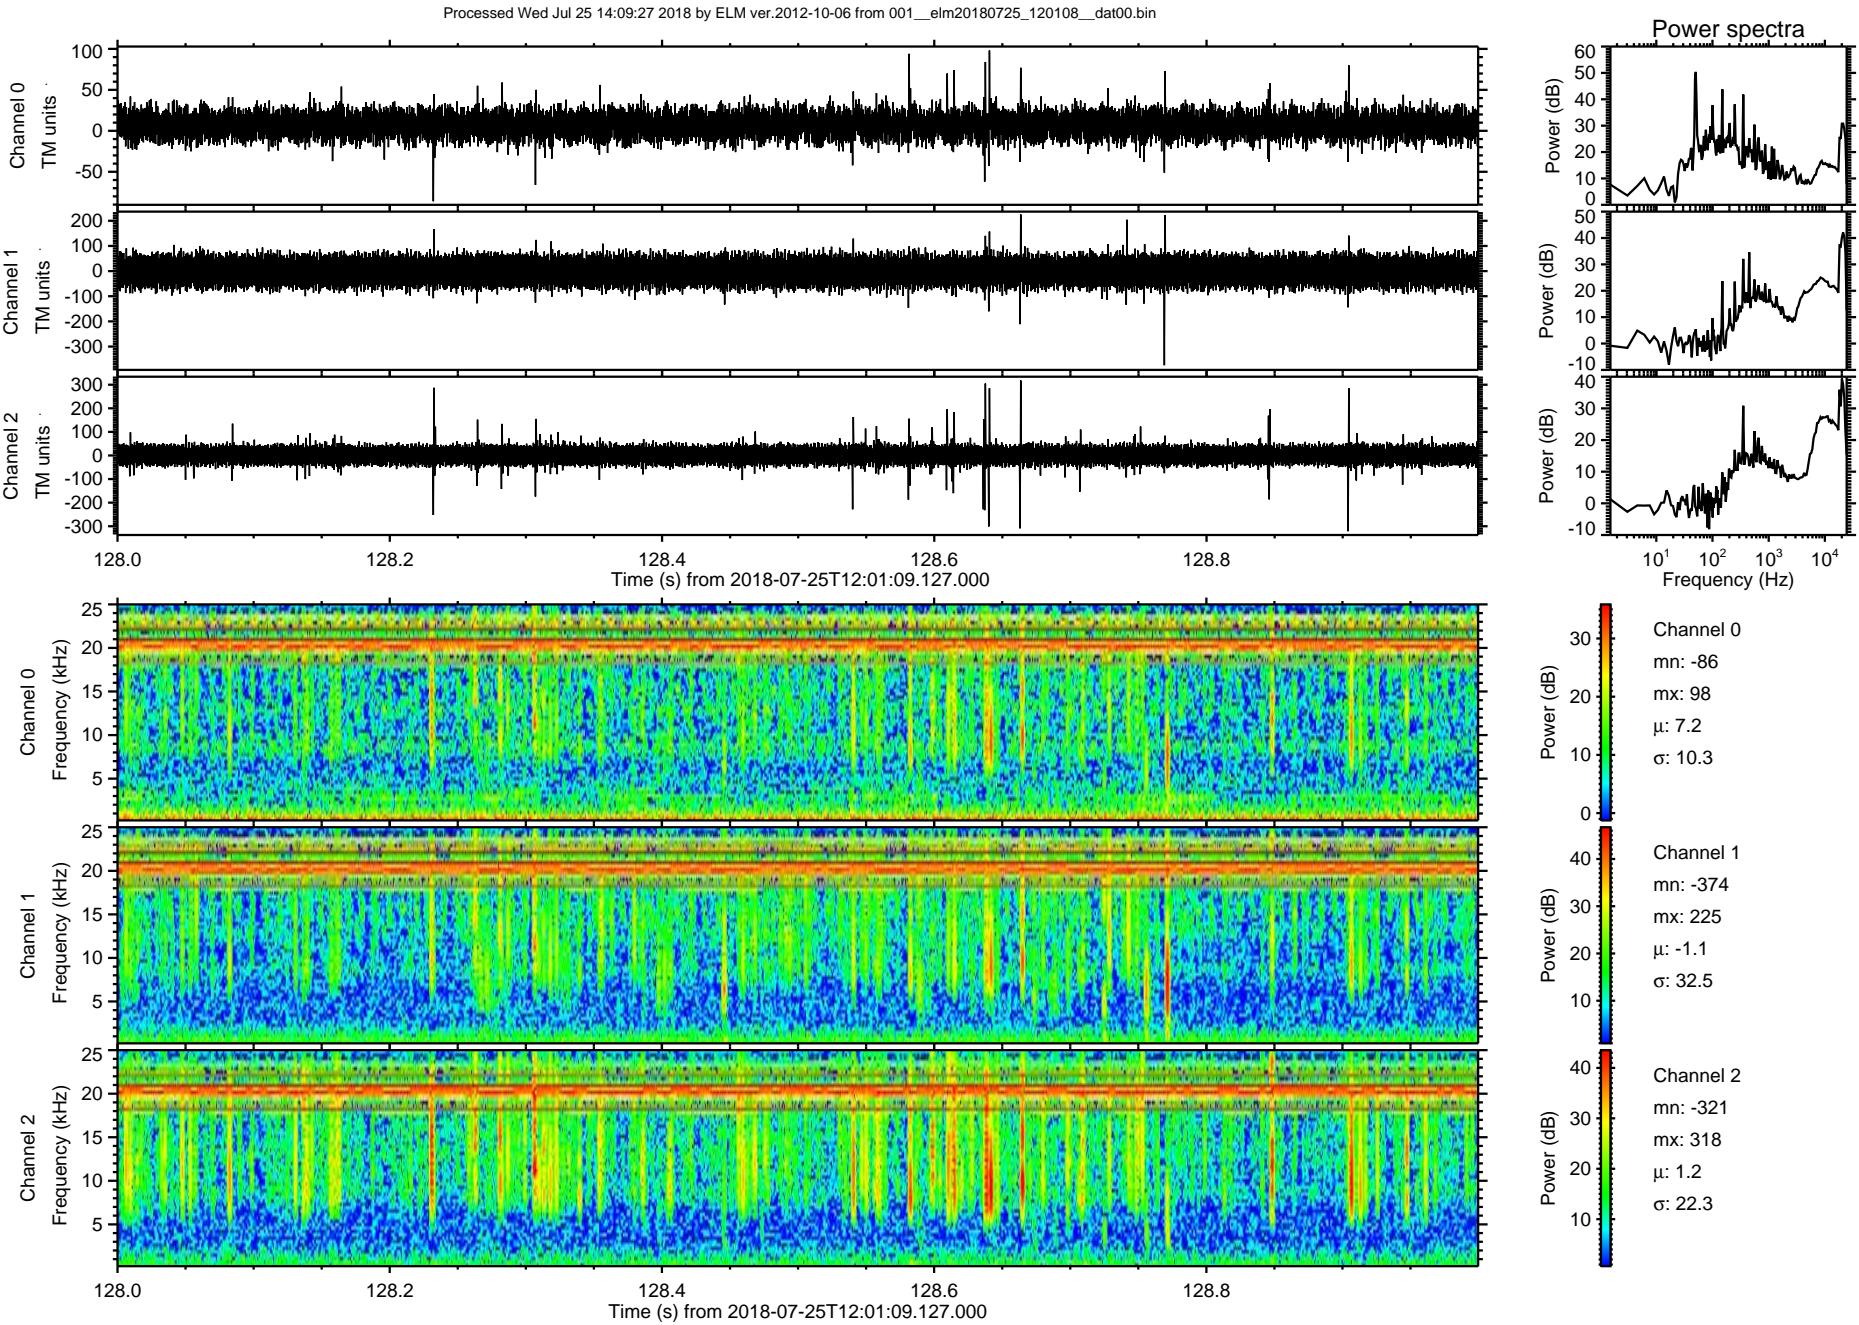 Processed Wed Jul 25 14:09:27 2018 by ELM ver.2012-10-06 from 001__elm20180725_120108__dat00.bin
Power spectra
Channel 0
TM units
100
50
0
-50
Power (dB)
60
50
40
30
20
10
0
Channel 1
TM units
200
100
0
-100
-200
-300
Power (dB)
50
40
30
20
10
0
-10
Channel 2
TM units
300
200
100
0
-100
-200
-300
Power (dB)
40
30
20
10
0
-10
128.0 128.2 128.4 128.6 128.8
Time (s) from 2018-07-25T12:01:09.127.000
10¹ 10² 10³ 10⁴
Frequency (Hz)
Channel 0
Frequency (kHz)
25
20
15
10
5
Power (dB)
30
20
10
0
Channel 0
mn: -86
mx: 98
μ: 7.2
σ: 10.3
Channel 1
Frequency (kHz)
25
20
15
10
5
Power (dB)
40
30
20
10
Channel 1
mn: -374
mx: 225
μ: -1.1
σ: 32.5
Channel 2
Frequency (kHz)
25
20
15
10
5
Power (dB)
40
30
20
10
Channel 2
mn: -321
mx: 318
μ: 1.2
σ: 22.3
128.0 128.2 128.4 128.6 128.8
Time (s) from 2018-07-25T12:01:09.127.000